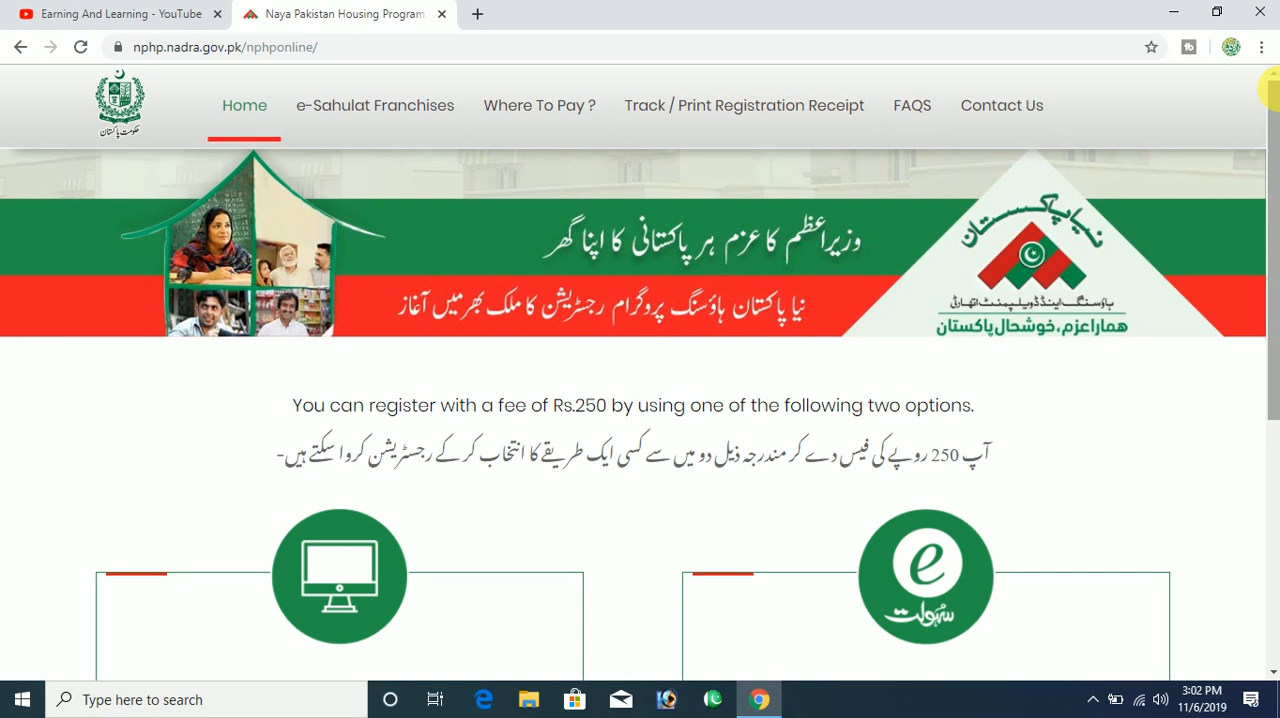 Earning And Learning - YouTube
Naya Pakistan Housing Program
nphp.nadra.gov.pk/nphponline/
حکومت پاکستان
Home
e-Sahulat Franchises
Where To Pay ?
Track / Print Registration Receipt
FAQS
Contact Us
وزیراعظم کا عزم ہر پاکستانی کا اپنا گھر
نیا پاکستان ہاؤسنگ پروگرام رجسٹریشن کا ملک بھر میں آغاز
نیا پاکستان
ہاؤسنگ اینڈ ڈویلپمنٹ اتھارٹی
ہمارا عزم، خوشحال پاکستان
You can register with a fee of Rs.250 by using one of the following two options.
آپ 250 روپے کی فیس دے کر مندرجہ ذیل دو میں سے کسی ایک طریقے کا انتخاب کر کے رجسٹریشن کروا سکتے ہیں-
e
سہولت
Type here to search
3:02 PM
11/6/2019